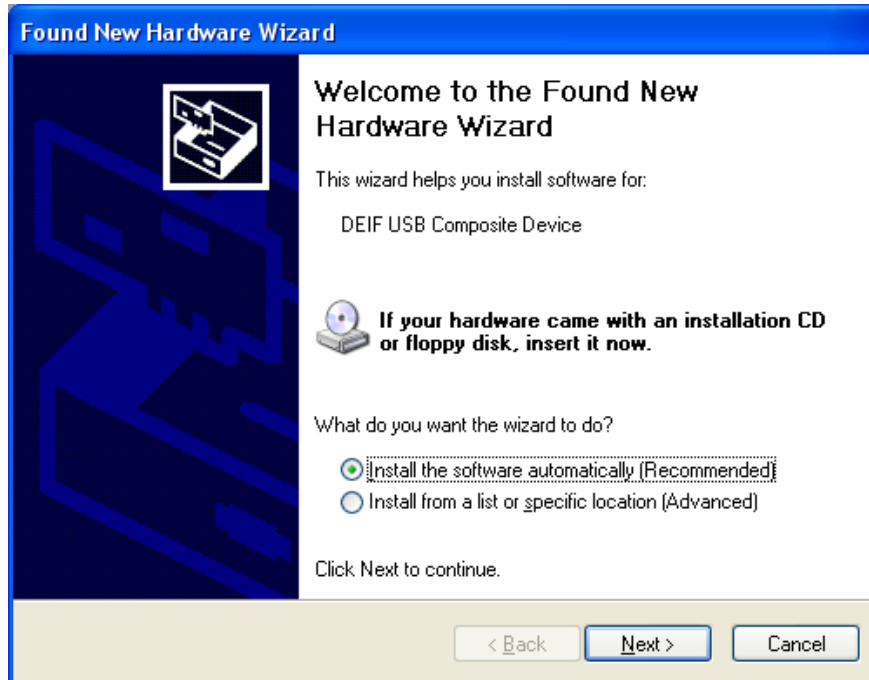 Found New Hardware Wizard
Welcome to the Found New
Hardware Wizard
This wizard helps you install software for:
DEIF USB Composite Device
If your hardware came with an installation CD
or floppy disk, insert it now.
What do you want the wizard to do?
Install the software automatically (Recommended)
Install from a list or specific location (Advanced)
Click Next to continue.
< Back Next > Cancel